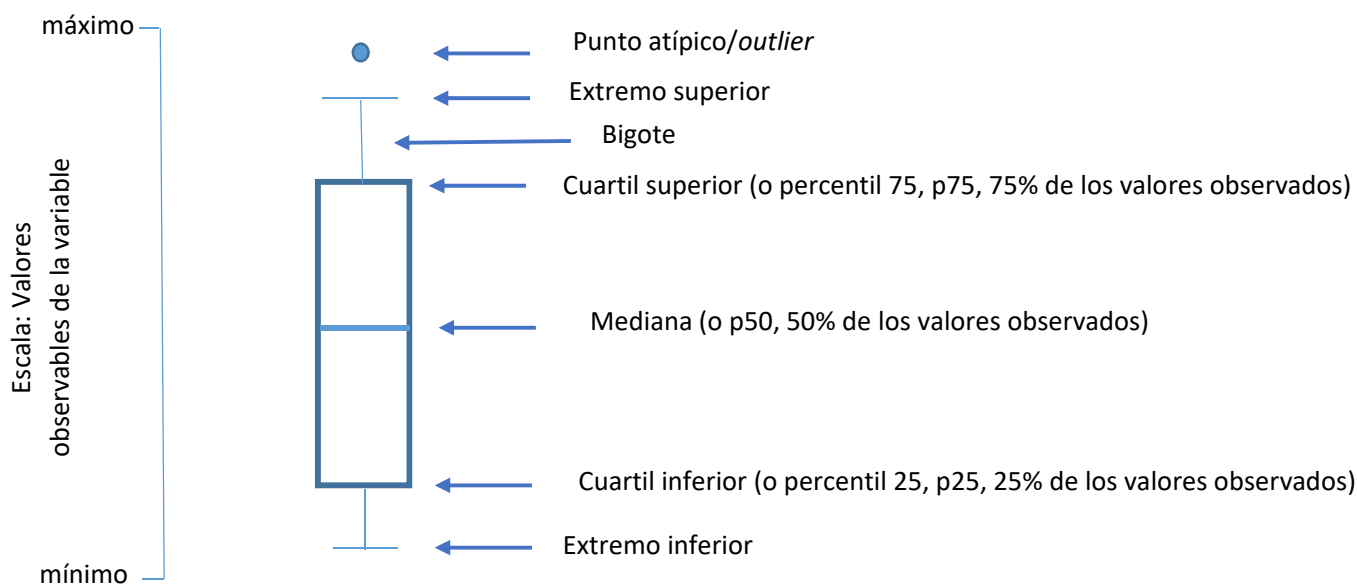 máximo
Punto atípico/outlier
Extremo superior
Bigote
Cuartil superior (o percentil 75, p75, 75% de los valores observados)
Escala: Valores
observables de la variable
Mediana (o p50, 50% de los valores observados)
Cuartil inferior (o percentil 25, p25, 25% de los valores observados)
Extremo inferior
mínimo